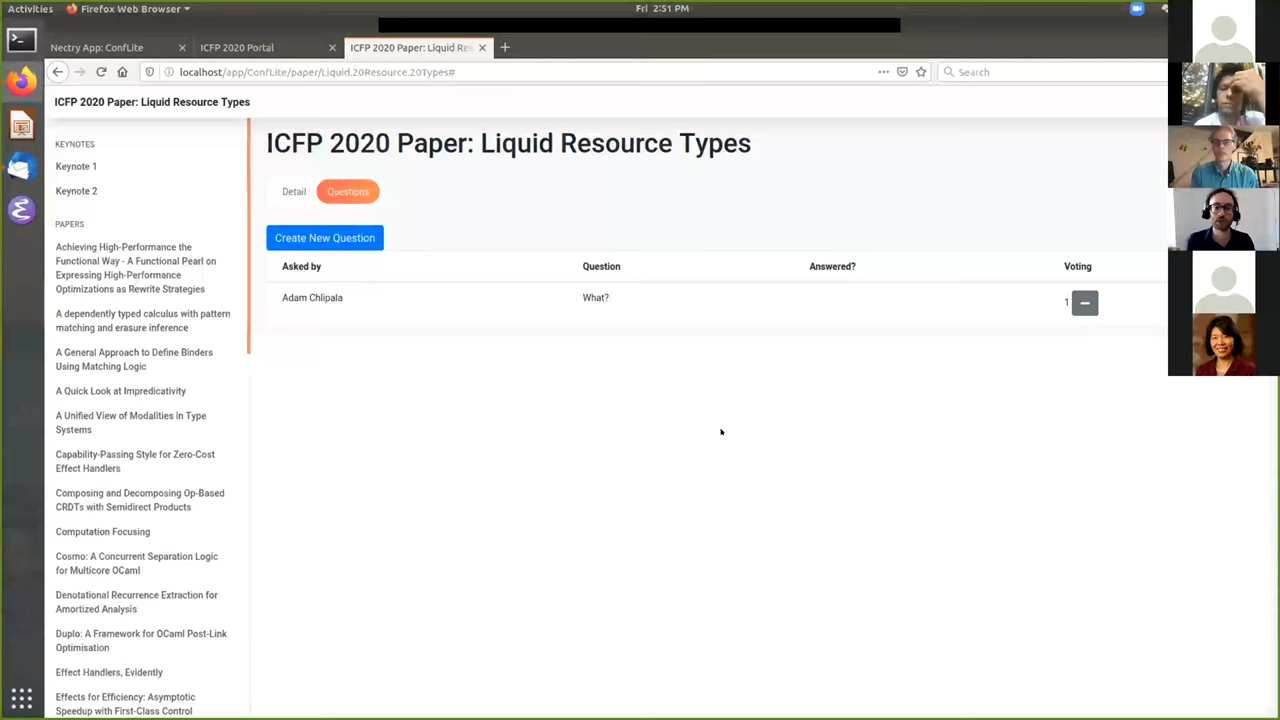 Activities
Firefox Web Browser
Fri 2:51 PM
Nectry App: ConfLite
ICFP 2020 Portal
ICFP 2020 Paper: Liquid Res
localhost/app/ConfLite/paper/Liquid.20Resource.20Types#
Search
ICFP 2020 Paper: Liquid Resource Types
KEYNOTES
Keynote 1
Keynote 2
PAPERS
Achieving High-Performance the
Functional Way - A Functional Pearl on
Expressing High-Performance
Optimizations as Rewrite Strategies
A dependently typed calculus with pattern
matching and erasure inference
A General Approach to Define Binders
Using Matching Logic
A Quick Look at Impredicativity
A Unified View of Modalities in Type
Systems
Capability-Passing Style for Zero-Cost
Effect Handlers
Composing and Decomposing Op-Based
CRDTs with Semidirect Products
Computation Focusing
Cosmo: A Concurrent Separation Logic
for Multicore OCaml
Denotational Recurrence Extraction for
Amortized Analysis
Duplo: A Framework for OCaml Post-Link
Optimisation
Effect Handlers, Evidently
Effects for Efficiency: Asymptotic
Speedup with First-Class Control
ICFP 2020 Paper: Liquid Resource Types
Detail
Questions
Create New Question
Asked by Question Answered? Voting
Adam Chlipala What? 1